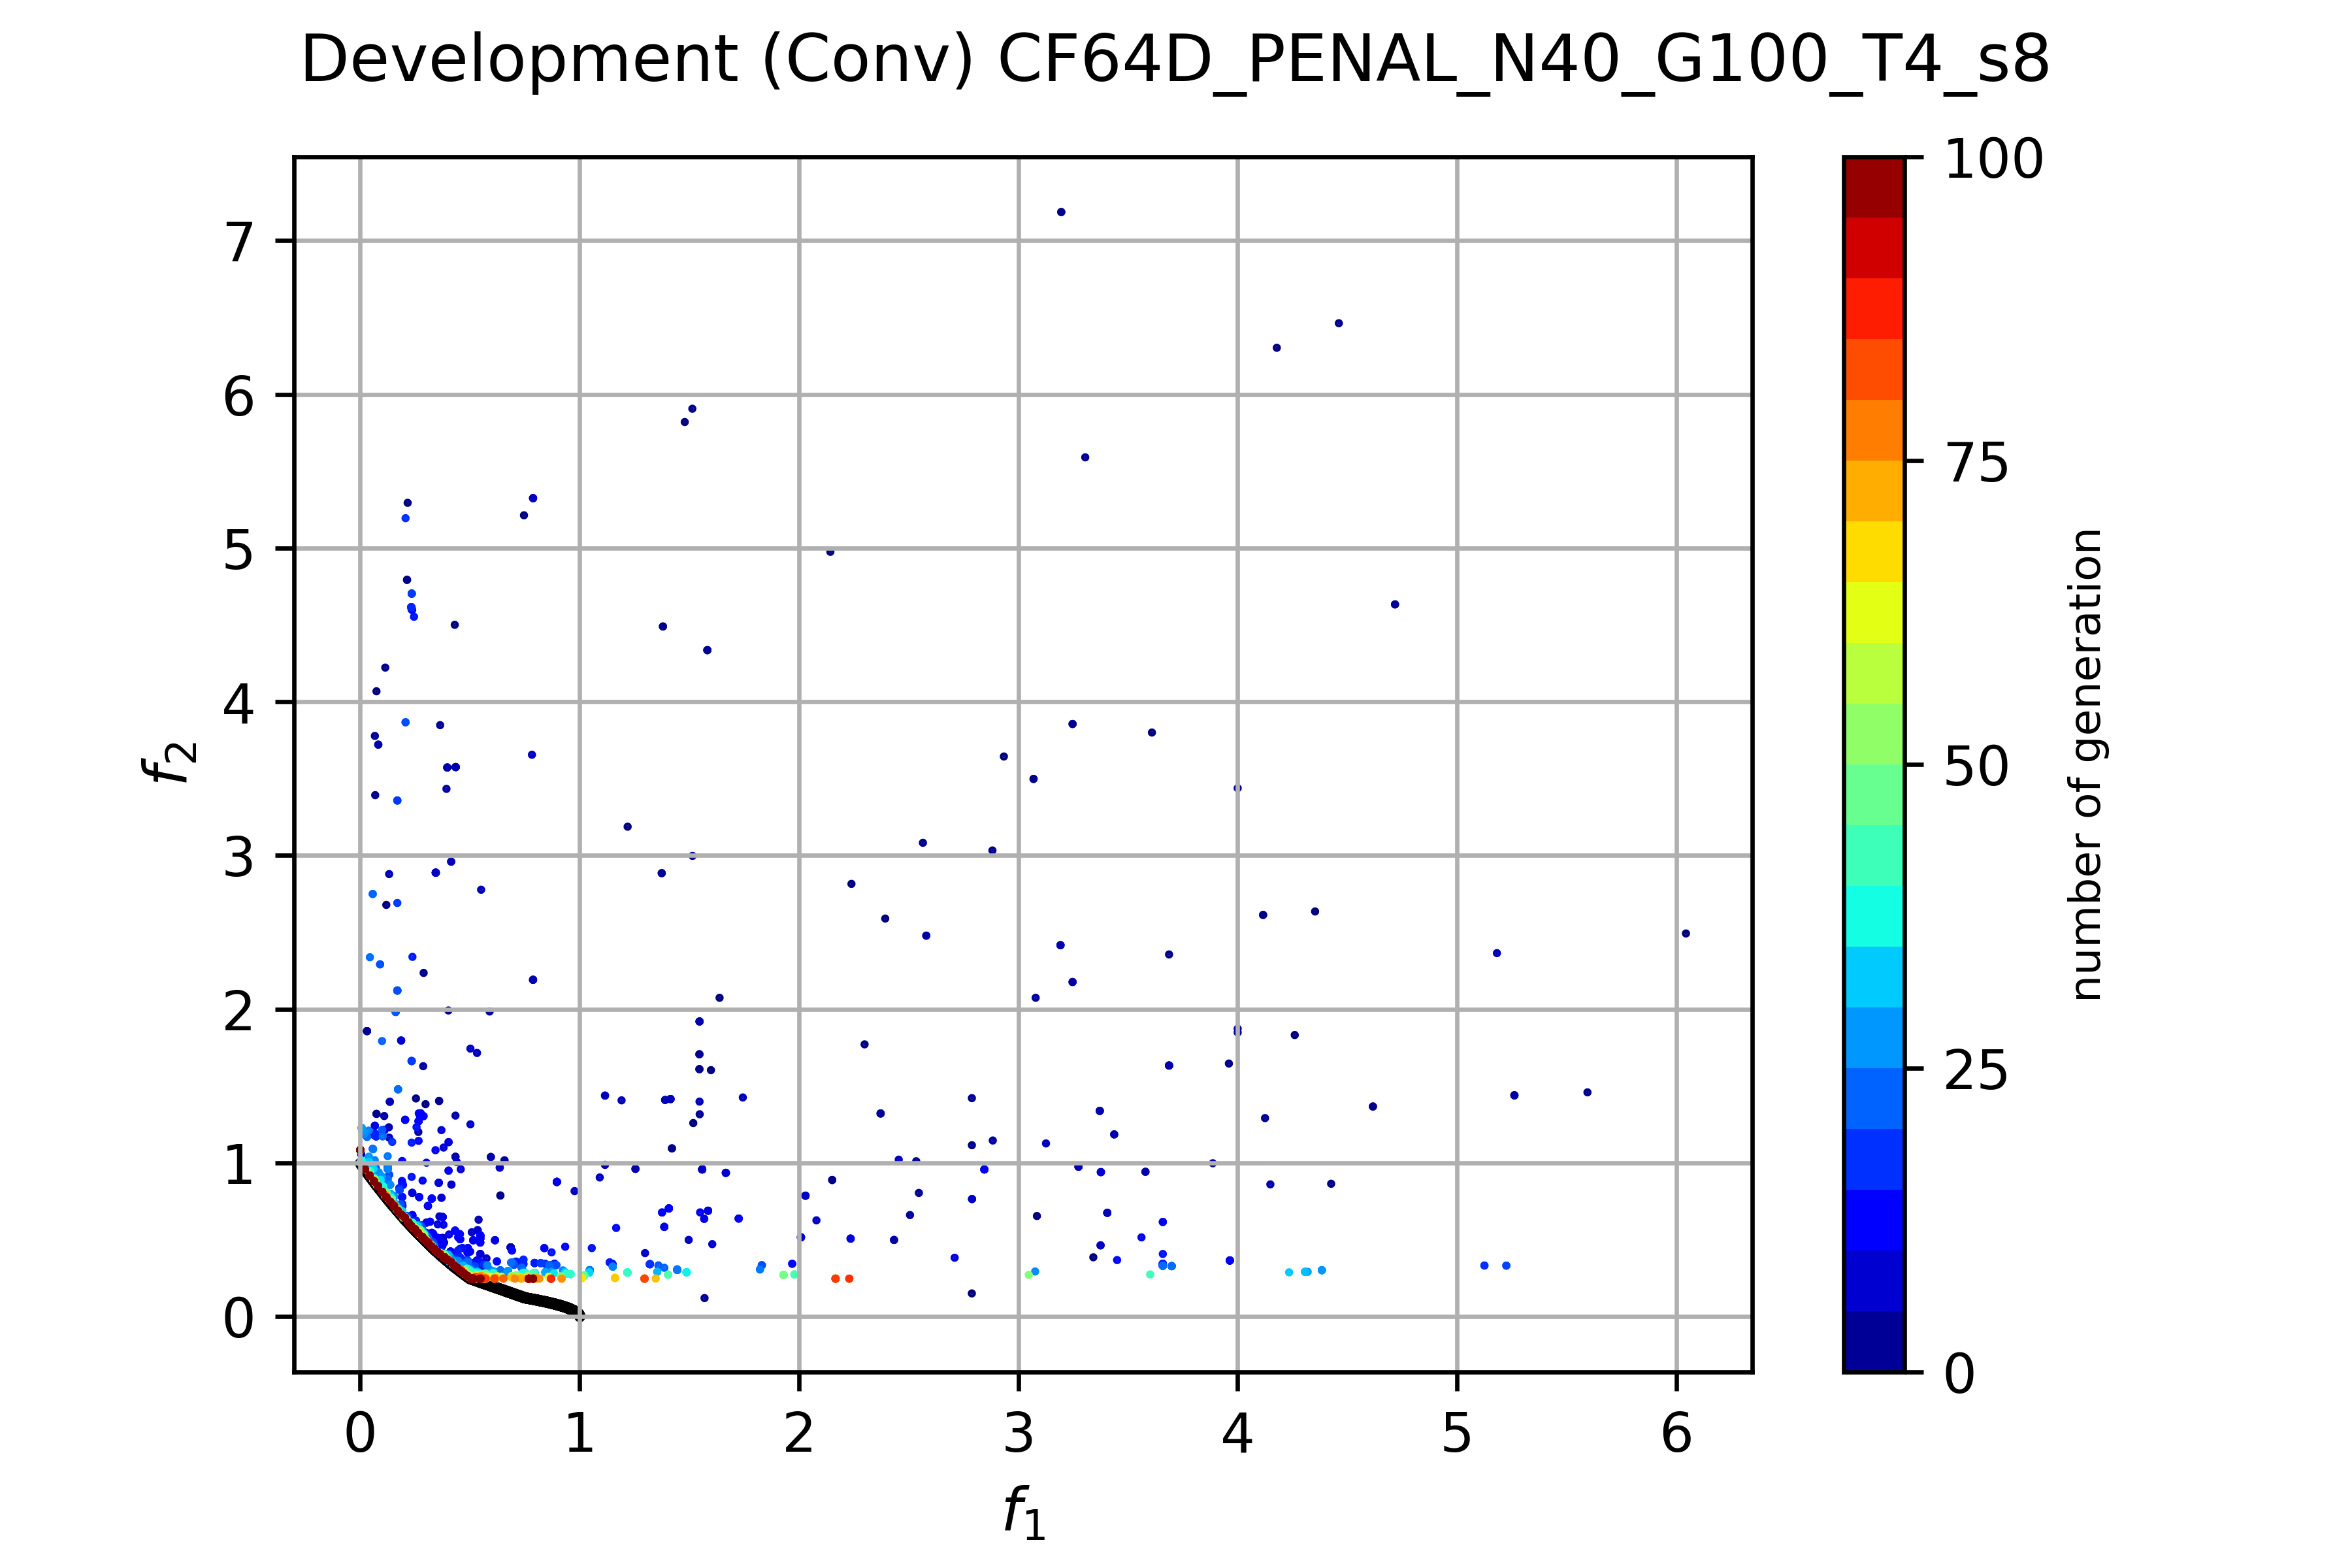 Development (Conv) CF64D_PENAL_N40_G100_T4_s8
7
6
5
4
3
2
1
0
f2
0 1 2 3 4 5 6
f1
100
75
50
25
0
number of generation